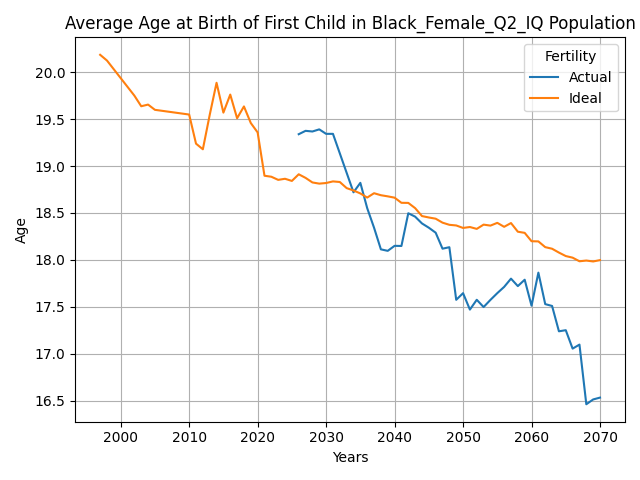 Average Age at Birth of First Child in Black_Female_Q2_IQ Population
Fertility
Actual
Ideal
20.0
19.5
19.0
18.5
18.0
17.5
17.0
16.5
Age
2000 2010 2020 2030 2040 2050 2060 2070
Years